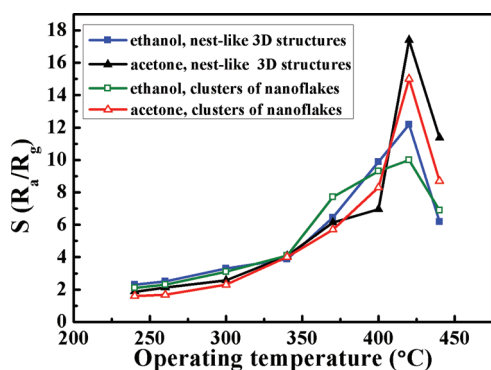 18
16
14
12
10
8
6
4
2
0
S (Ra/Rg)
ethanol, nest-like 3D structures
acetone, nest-like 3D structures
ethanol, clusters of nanoflakes
acetone, clusters of nanoflakes
200 250 300 350 400 450 500
Operating temperature (°C)